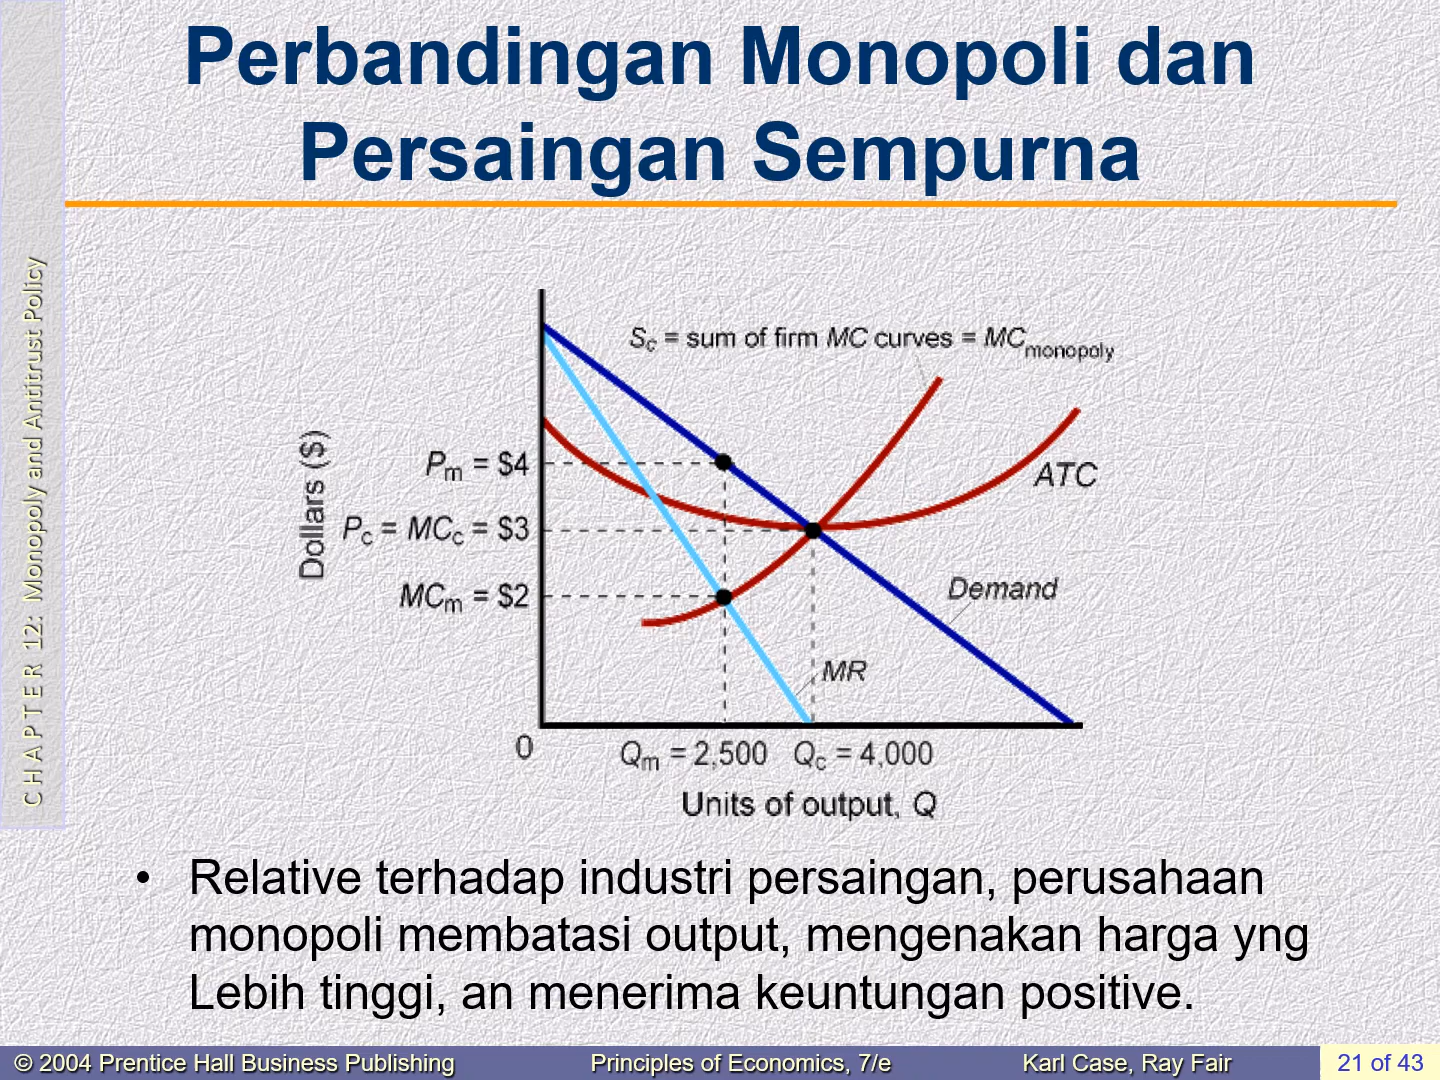 Perbandingan Monopoli dan
Persaingan Sempurna
CHAPTER 12: Monopoly and Antitrust Policy
Sc = sum of firm MC curves = MCmonopoly
Dollars ($)
Pm = $4
Pc = MCc = $3
MCm = $2
ATC
Demand
MR
0
Qm = 2,500 Qc = 4,000
Units of output, Q
• Relative terhadap industri persaingan, perusahaan
monopoli membatasi output, mengenakan harga yng
Lebih tinggi, an menerima keuntungan positive.
© 2004 Prentice Hall Business Publishing Principles of Economics, 7/e Karl Case, Ray Fair 21 of 43